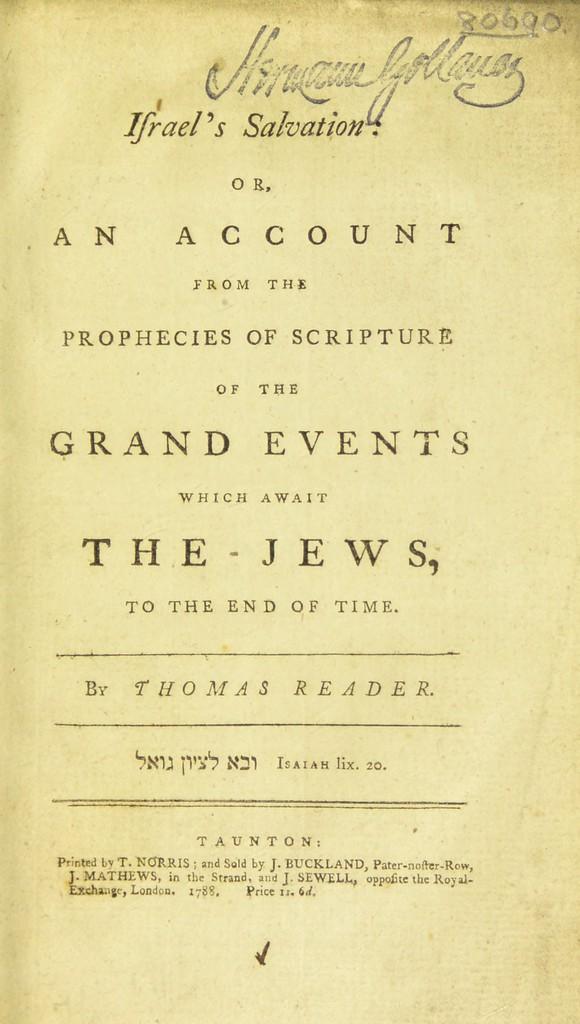 80690
Hermann Gollancz
Iſrael's Salvation:
OR,
AN ACCOUNT
FROM THE
PROPHECIES OF SCRIPTURE
OF THE
GRAND EVENTS
WHICH AWAIT
THE - JEWS,
TO THE END OF TIME.
By THOMAS READER.
ובא לציון גואל ISAIAH lix. 20.
TAUNTON:
Printed by T. NORRIS; and Sold by J. BUCKLAND, Pater-noſter-Row,
J. MATHEWS, in the Strand, and J. SEWELL, oppoſite the Royal-
Exchange, London. 1788. Price 1s. 6d.